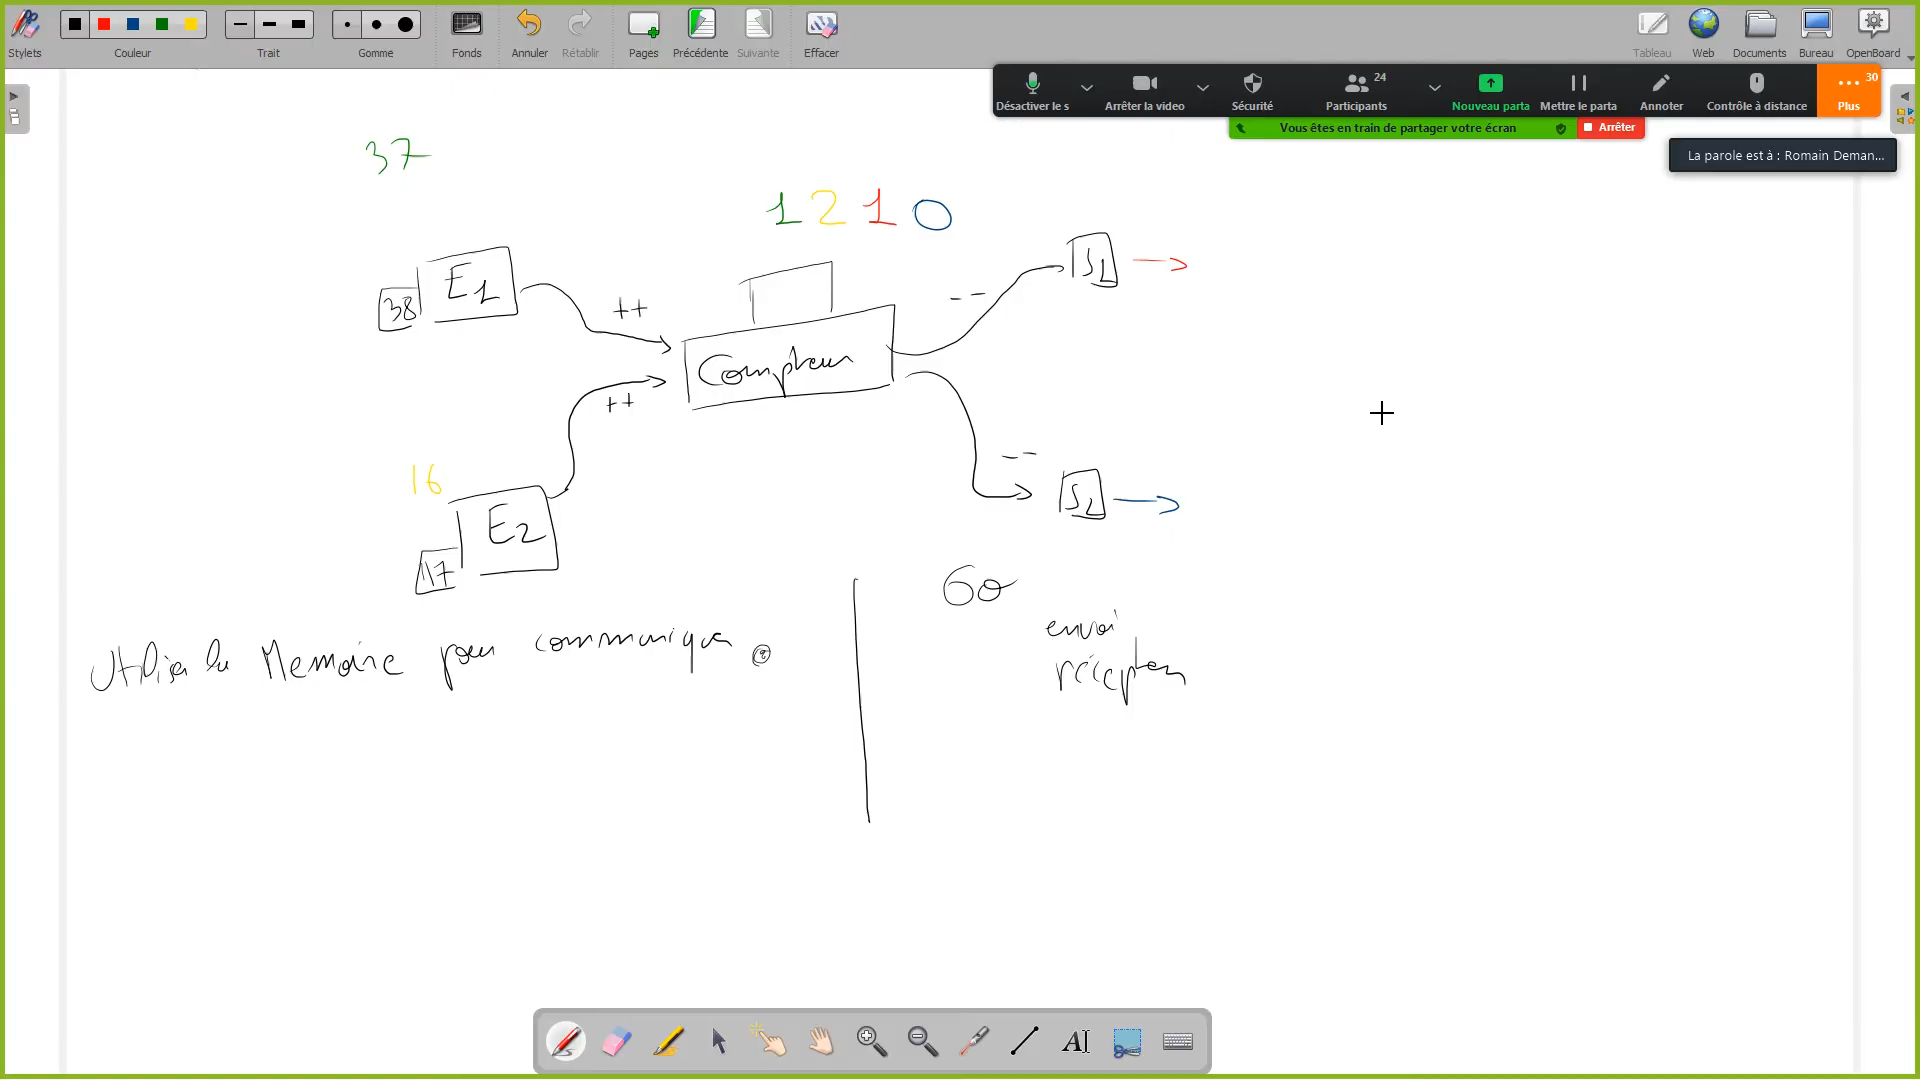 Stylets
Couleur
Trait
Gomme
Fonds
Annuler
Rétablir
Pages
Précédente
Suivante
Effacer
Tableau
Web
Documents
Bureau
OpenBoard
Désactiver le s
Arrêter la video
Sécurité
24
Participants
Nouveau parta
Mettre le parta
Annoter
Contrôle à distance
30
Plus
Vous êtes en train de partager votre écran
Arrêter
La parole est à : Romain Deman...
37
1 2 1 0
E1
38
++
Compteur
--
S1
++
--
16
E2
17
S2
Utiliser la Memoire pour communiquer
Go
envoi
réception
AI